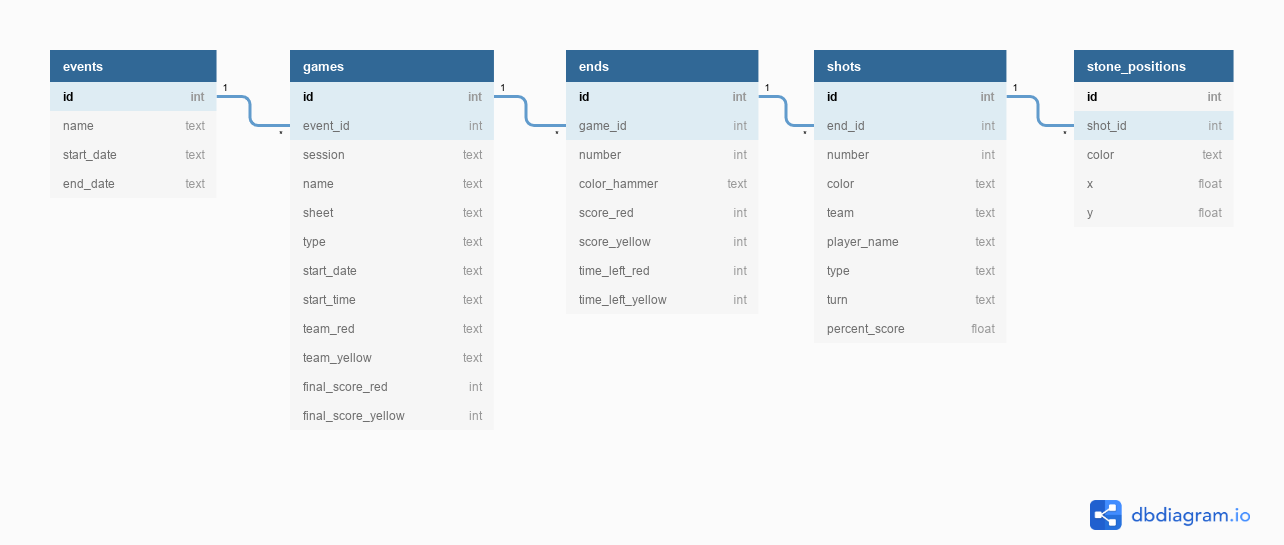 events
id int
name text
start_date text
end_date text
1
*
games
id int
event_id int
session text
name text
sheet text
type text
start_date text
start_time text
team_red text
team_yellow text
final_score_red int
final_score_yellow int
1
*
ends
id int
game_id int
number int
color_hammer text
score_red int
score_yellow int
time_left_red int
time_left_yellow int
1
*
shots
id int
end_id int
number int
color text
team text
player_name text
type text
turn text
percent_score float
1
*
stone_positions
id int
shot_id int
color text
x float
y float
dbdiagram.io